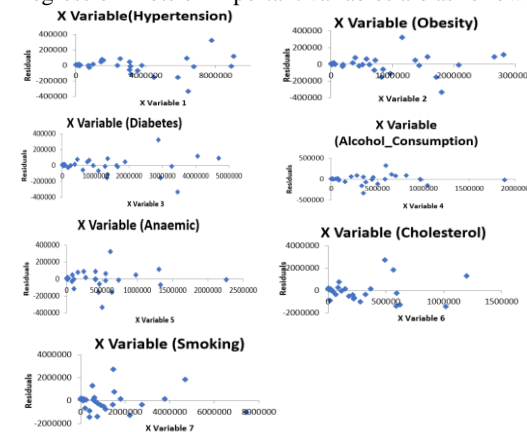 X Variable(Hypertension)
4000000
2000000
0
-2000000
-4000000
0
4000000
8000000
Residuals
X Variable 1
X Variable (Obesity)
400000
200000
0
-200000
-400000
0
1000000
2000000
3000000
Residuals
X Variable 2
X Variable (Diabetes)
400000
200000
0
-200000
-400000
0
1000000
2000000
3000000
4000000
5000000
Residuals
X Variable 3
X Variable
(Alcohol_Consumption)
500000
0
-500000
0
500000
1000000
1500000
2000000
Residuals
X Variable 4
X Variable (Anaemic)
400000
200000
0
-200000
-400000
0
500000
1000000
1500000
2000000
2500000
Residuals
X Variable 5
X Variable (Cholesterol)
4000000
2000000
0
-2000000
0
500000
1000000
1500000
Residuals
X Variable 6
X Variable (Smoking)
4000000
2000000
0
-2000000
0
2000000
4000000
6000000
8000000
Residuals
X Variable 7